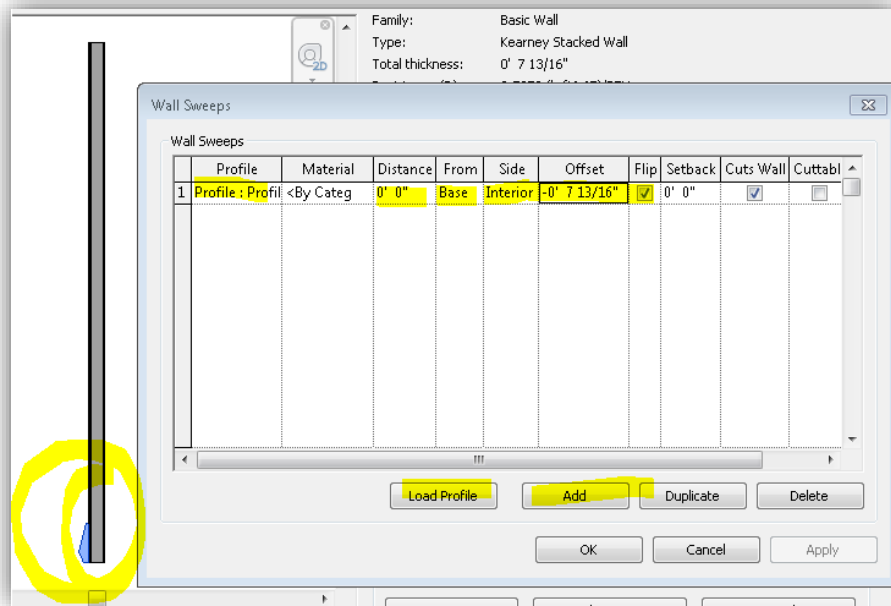 Family: Basic Wall
Type: Kearney Stacked Wall
Total thickness: 0' 7 13/16"
2D
Wall Sweeps
Wall Sweeps
Profile Material Distance From Side Offset Flip Setback Cuts Wall Cuttabl
1 Profile : Profil <By Categ 0' 0" Base Interior -0' 7 13/16" 0' 0"
Load Profile Add Duplicate Delete
OK Cancel Apply